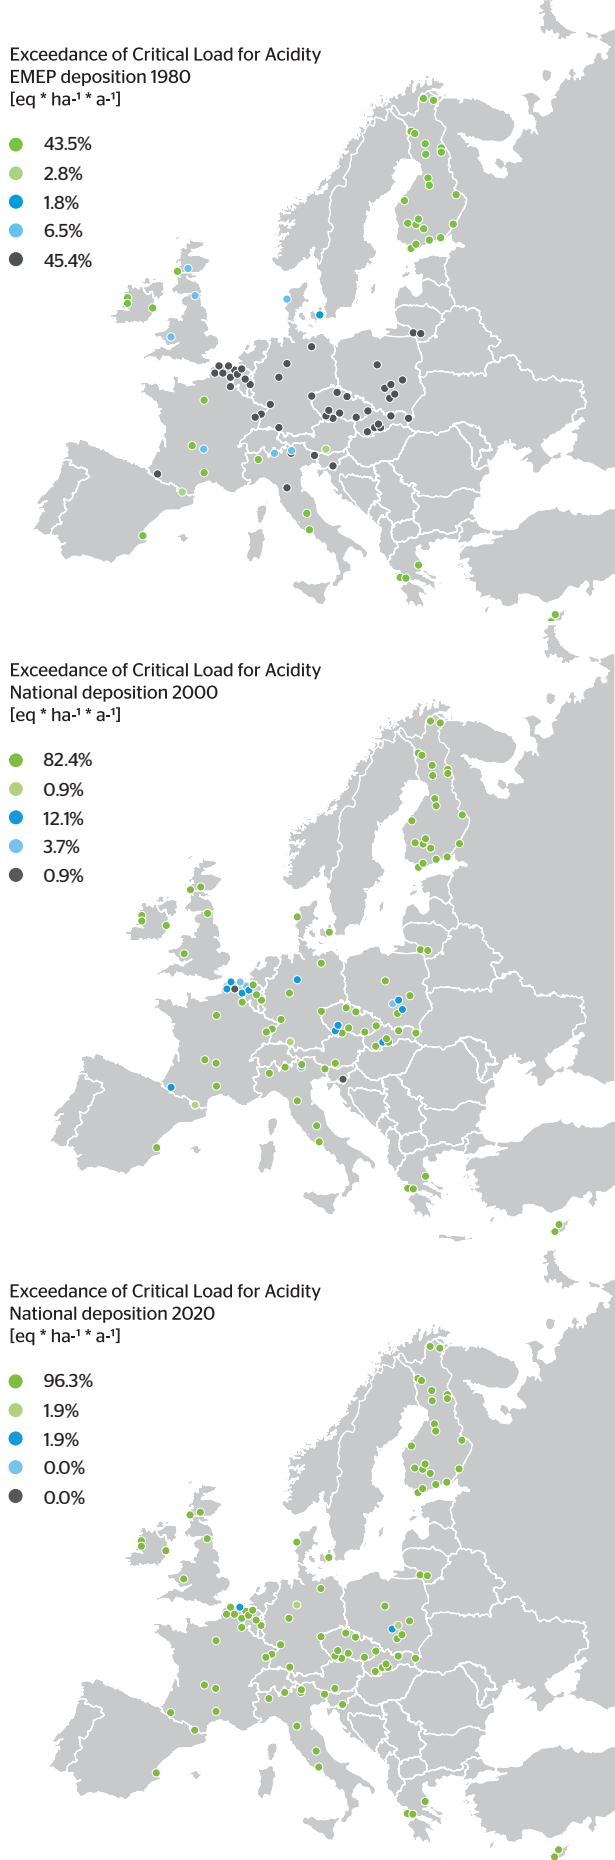 Exceedance of Critical Load for Acidity
EMEP deposition 1980
[eq * ha-¹ * a-¹]
43.5%
2.8%
1.8%
6.5%
45.4%
Exceedance of Critical Load for Acidity
National deposition 2000
[eq * ha-¹ * a-¹]
82.4%
0.9%
12.1%
3.7%
0.9%
Exceedance of Critical Load for Acidity
National deposition 2020
[eq * ha-¹ * a-¹]
96.3%
1.9%
1.9%
0.0%
0.0%